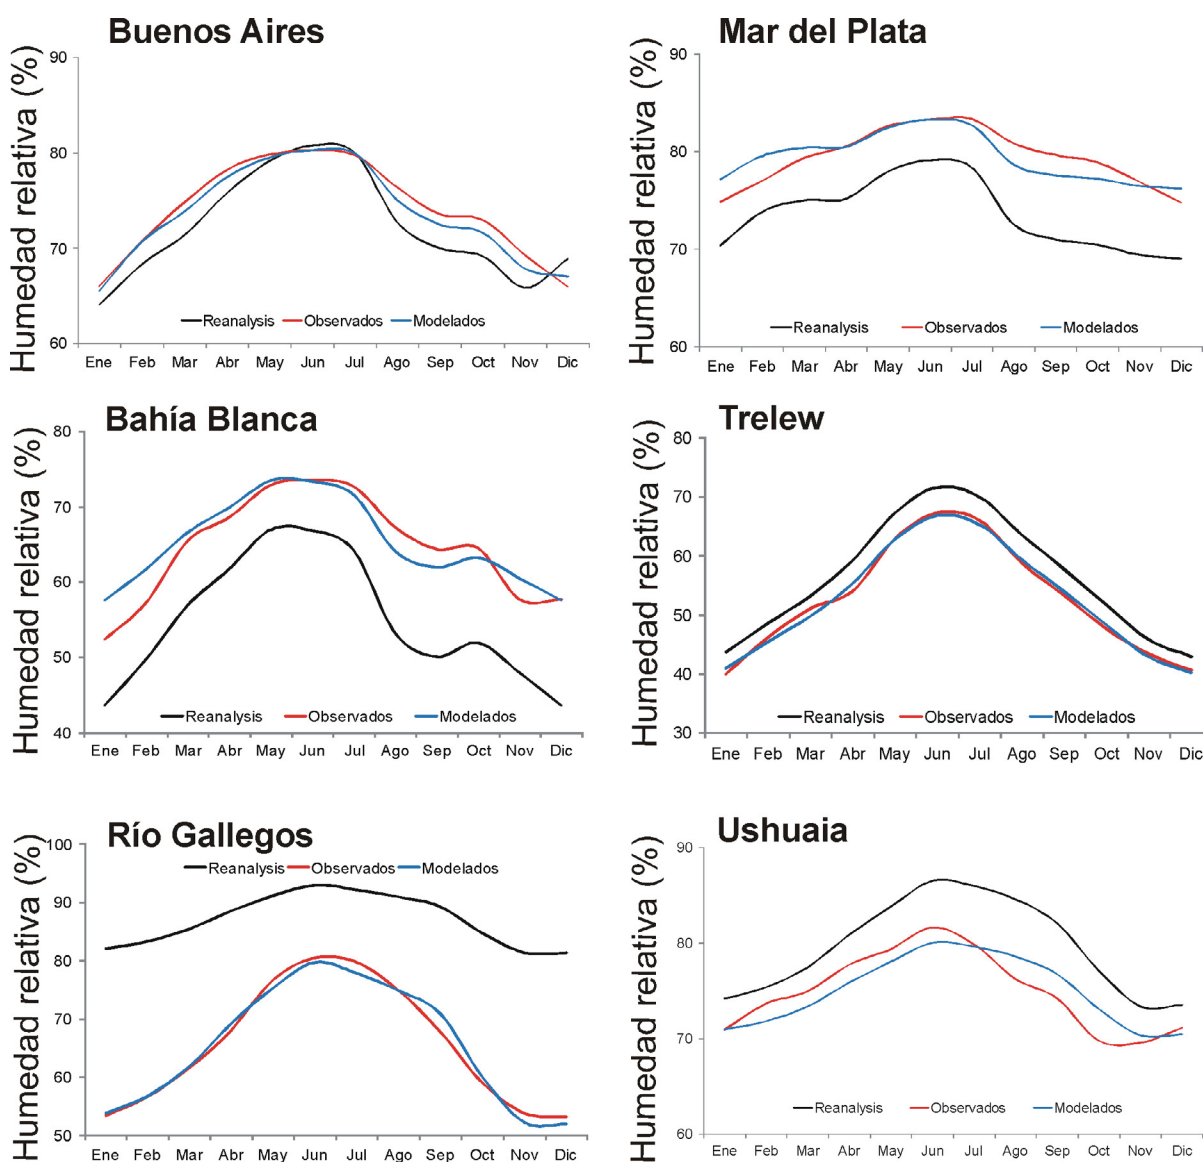 Buenos Aires
Humedad relativa (%)
90
80
70
60
Reanalysis Observados Modelados
Ene Feb Mar Abr May Jun Jul Ago Sep Oct Nov Dic
Mar del Plata
Humedad relativa (%)
90
80
70
60
Reanalysis Observados Modelados
Ene Feb Mar Abr May Jun Jul Ago Sep Oct Nov Dic
Bahía Blanca
Humedad relativa (%)
80
70
60
50
40
Reanalysis Observados Modelados
Ene Feb Mar Abr May Jun Jul Ago Sep Oct Nov Dic
Trelew
Humedad relativa (%)
80
70
60
50
40
30
Reanalysis Observados Modelados
Ene Feb Mar Abr May Jun Jul Ago Sep Oct Nov Dic
Río Gallegos
Humedad relativa (%)
100
90
80
70
60
50
Reanalysis Observados Modelados
Ene Feb Mar Abr May Jun Jul Ago Sep Oct Nov Dic
Ushuaia
Humedad relativa (%)
90
80
70
60
Reanalysis Observados Modelados
Ene Feb Mar Abr May Jun Jul Ago Sep Oct Nov Dic